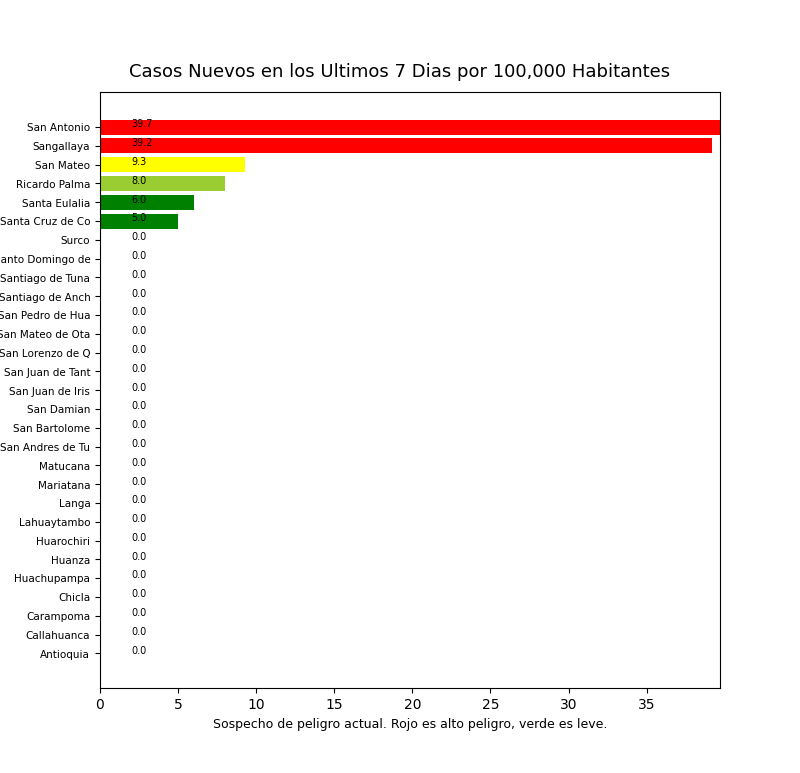 Casos Nuevos en los Ultimos 7 Dias por 100,000 Habitantes
San Antonio 39.7
Sangallaya 39.2
San Mateo 9.3
Ricardo Palma 8.0
Santa Eulalia 6.0
Santa Cruz de Co 5.0
Surco 0.0
anto Domingo de 0.0
Santiago de Tuna 0.0
Santiago de Anch 0.0
San Pedro de Hua 0.0
San Mateo de Ota 0.0
San Lorenzo de Q 0.0
San Juan de Tant 0.0
San Juan de Iris 0.0
San Damian 0.0
San Bartolome 0.0
San Andres de Tu 0.0
Matucana 0.0
Mariatana 0.0
Langa 0.0
Lahuaytambo 0.0
Huarochiri 0.0
Huanza 0.0
Huachupampa 0.0
Chicla 0.0
Carampoma 0.0
Callahuanca 0.0
Antioquia 0.0
0 5 10 15 20 25 30 35
Sospecho de peligro actual. Rojo es alto peligro, verde es leve.